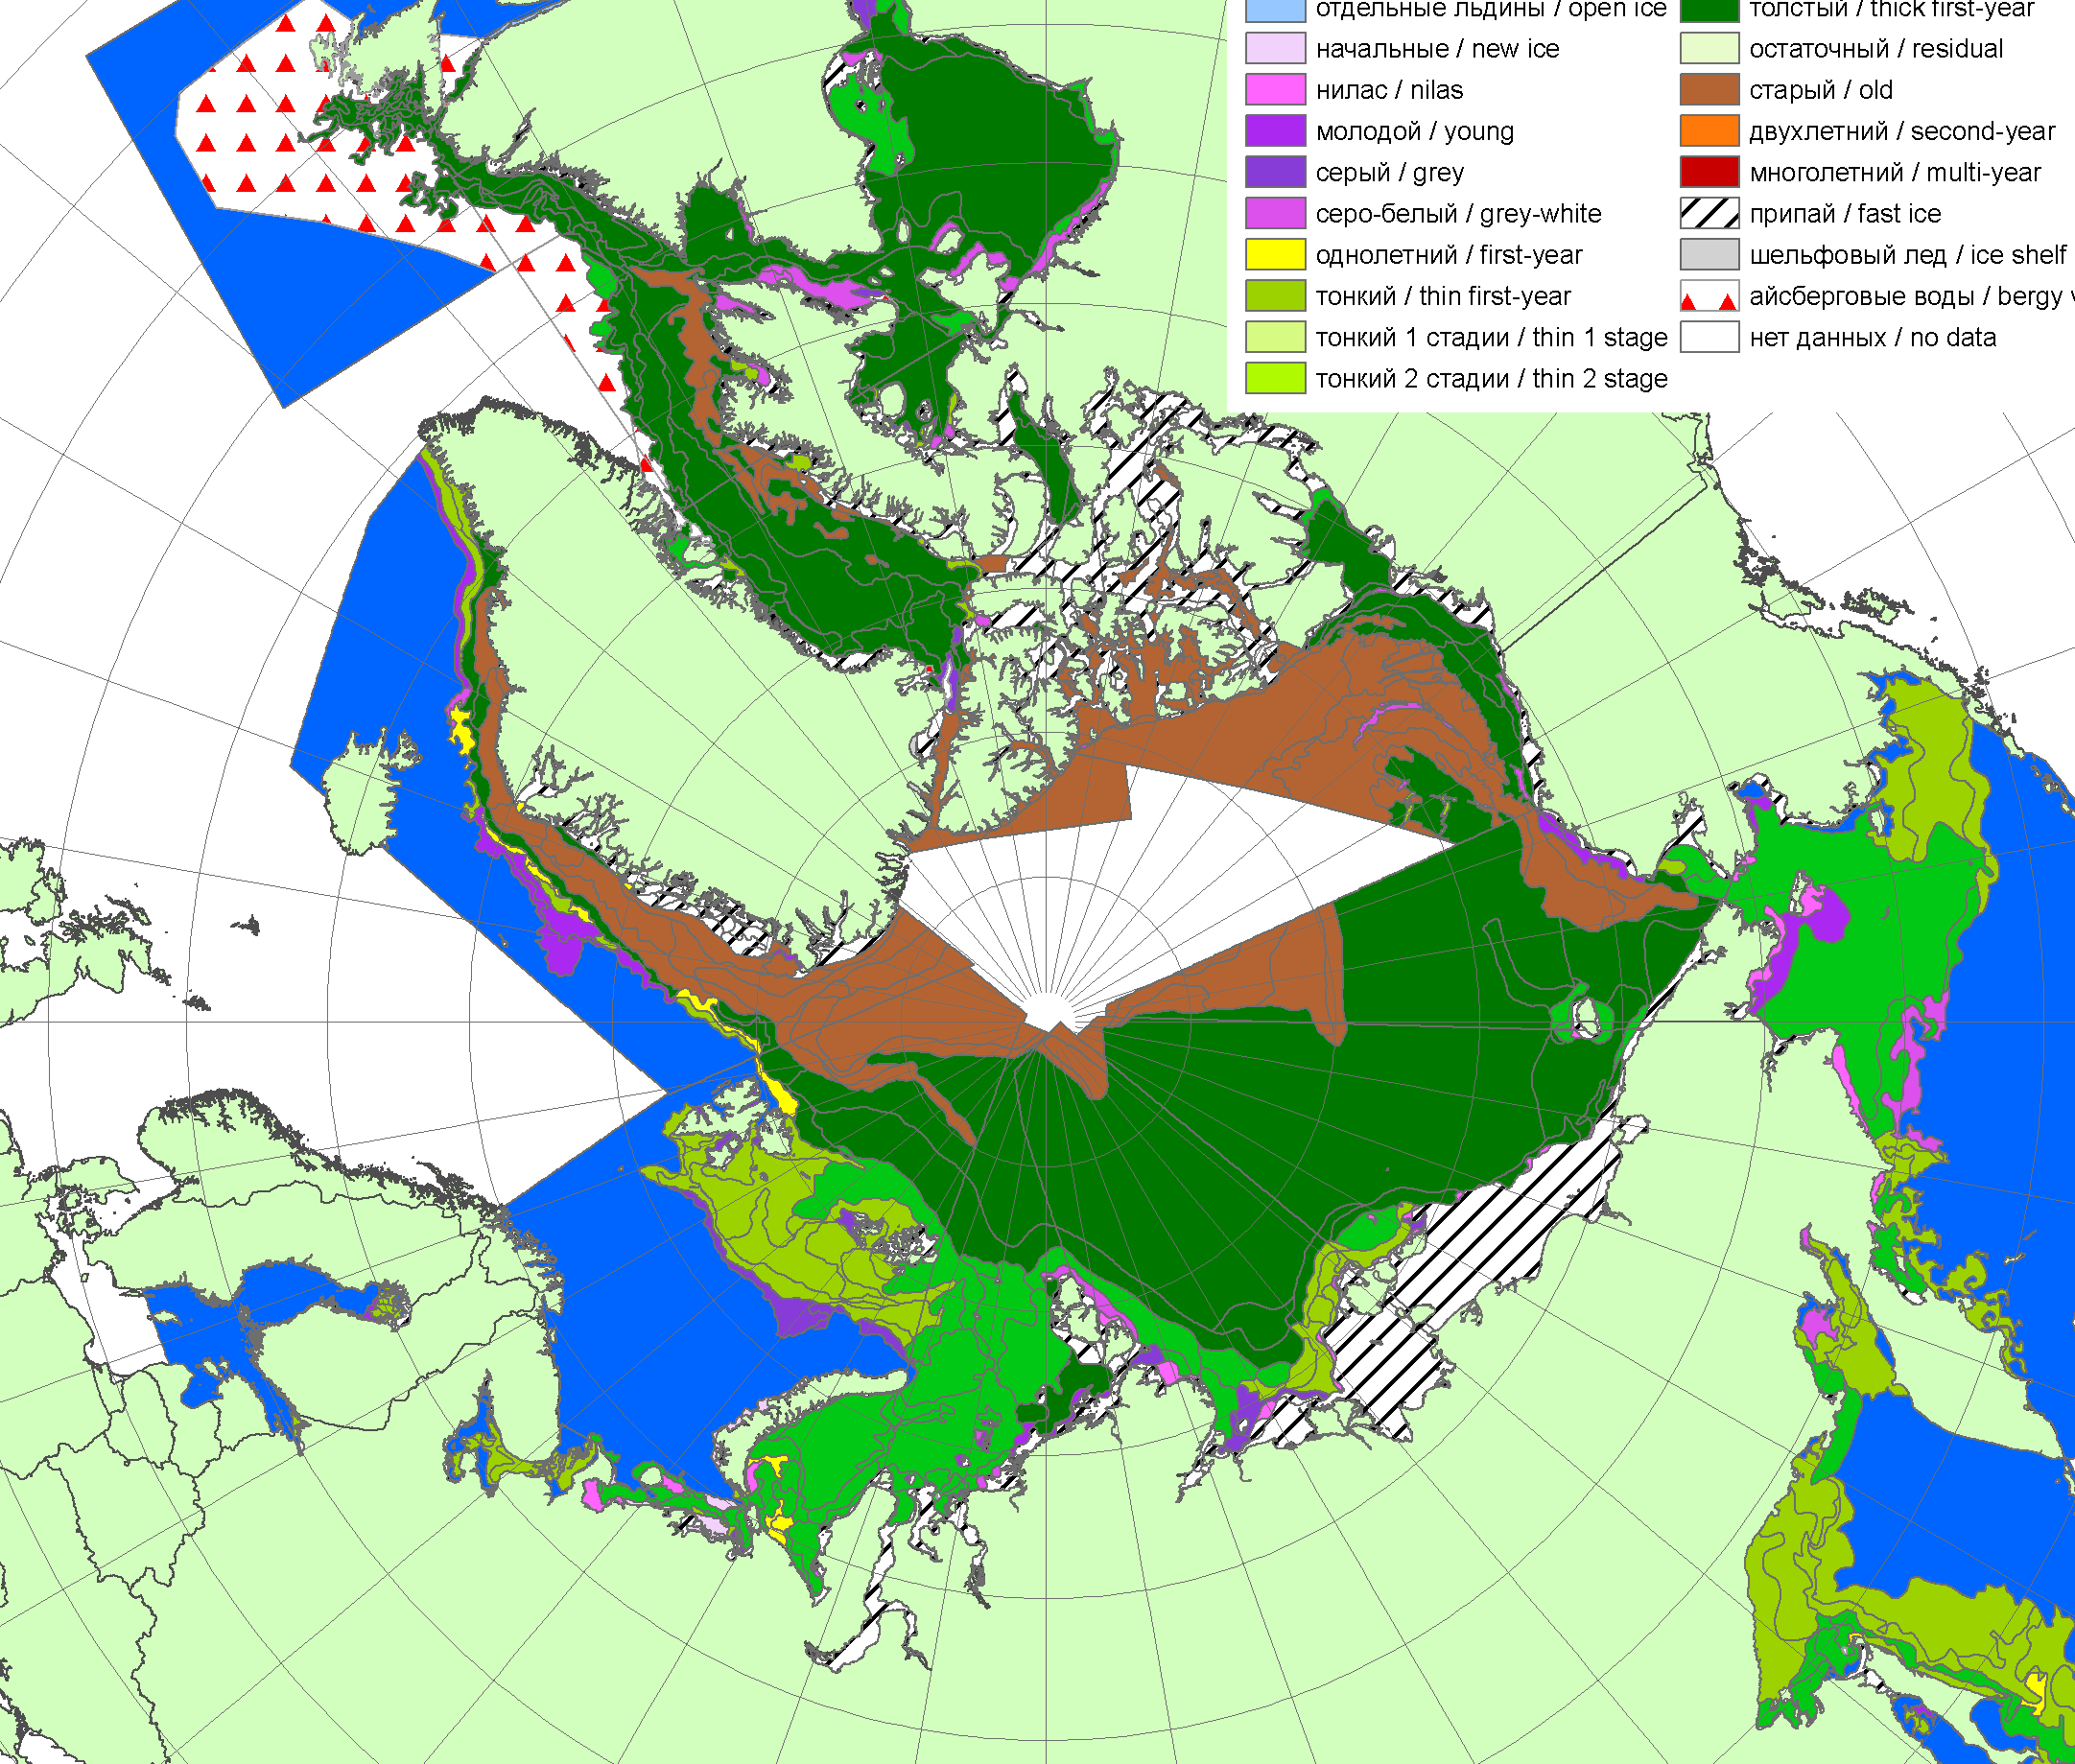 отдельные льдины / open ice
начальные / new ice
нилас / nilas
молодой / young
серый / grey
серо-белый / grey-white
однолетний / first-year
тонкий / thin first-year
тонкий 1 стадии / thin 1 stage
тонкий 2 стадии / thin 2 stage
толстый / thick first-year
остаточный / residual
старый / old
двухлетний / second-year
многолетний / multi-year
припай / fast ice
шельфовый лед / ice shelf
айсберговые воды / bergy
нет данных / no data